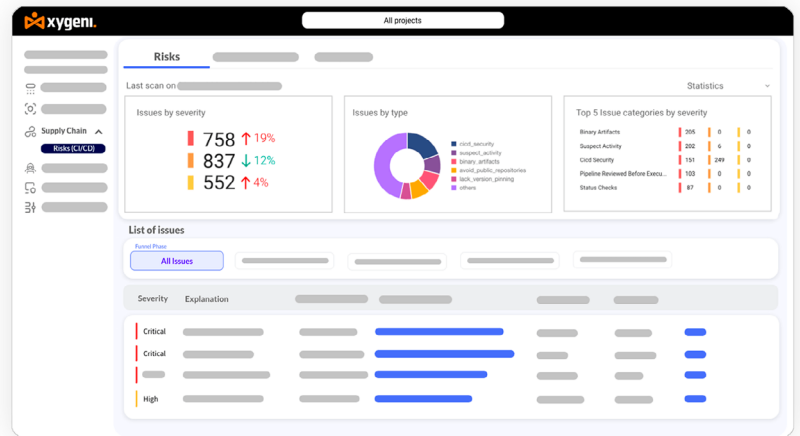 xygeni.
All projects
Risks
Last scan on
Statistics
Supply Chain
Risks (CI/CD)
Issues by severity
758 ↑ 19%
837 ↓ 12%
552 ↑ 4%
Issues by type
cicd_security
suspect_activity
binary_artifacts
avoid_public_repositories
lack_version_pinning
others
Top 5 Issue categories by severity
Binary Artifacts 205 0 0
Suspect Activity 202 6 0
Cicd Security 151 249 0
Pipeline Reviewed Before Execu... 103 0 0
Status Checks 87 0 0
List of issues
Funnel Phase
All Issues
Severity Explanation
Critical
Critical
High